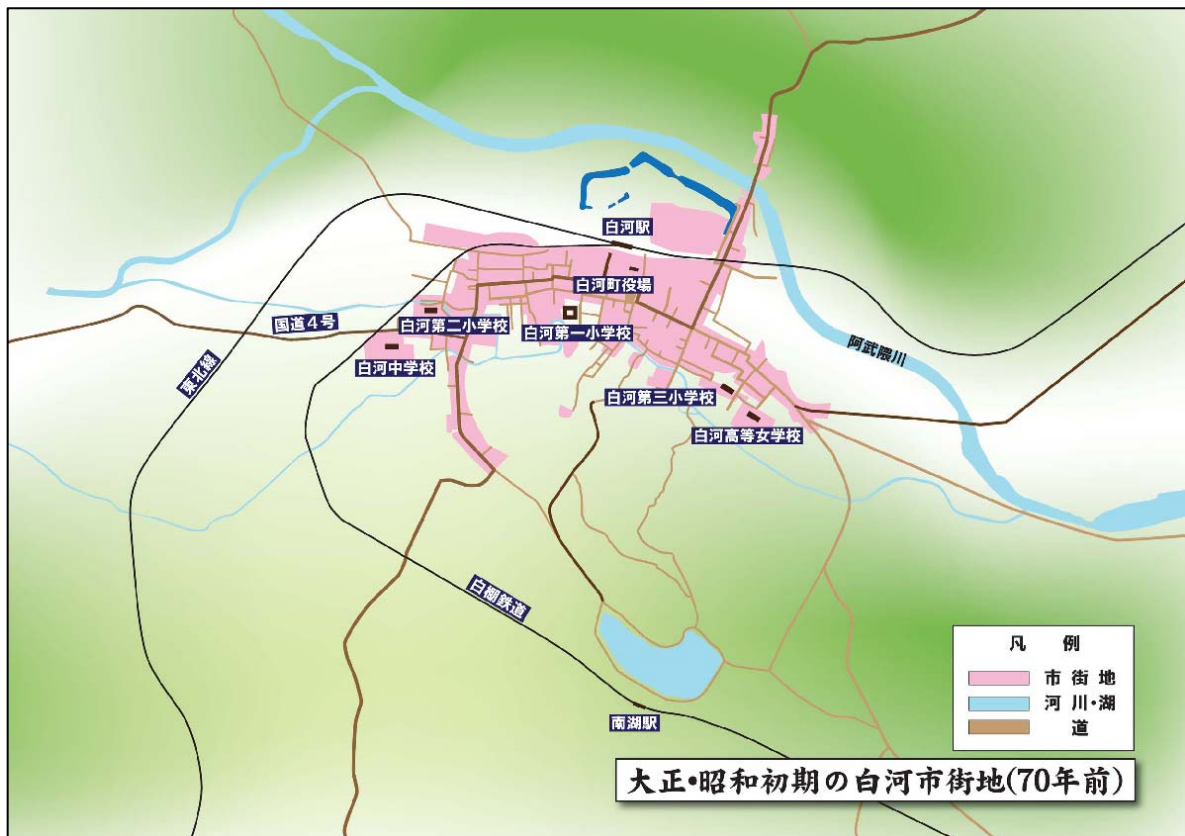 白河駅
白河町役場
国道4号
白河第二小学校
白河第一小学校
白河中学校
東北線
阿武隈川
白河第三小学校
白河高等女学校
白棚鉄道
南湖駅
凡 例
市 街 地
河 川・湖
道
大正・昭和初期の白河市街地(70年前)